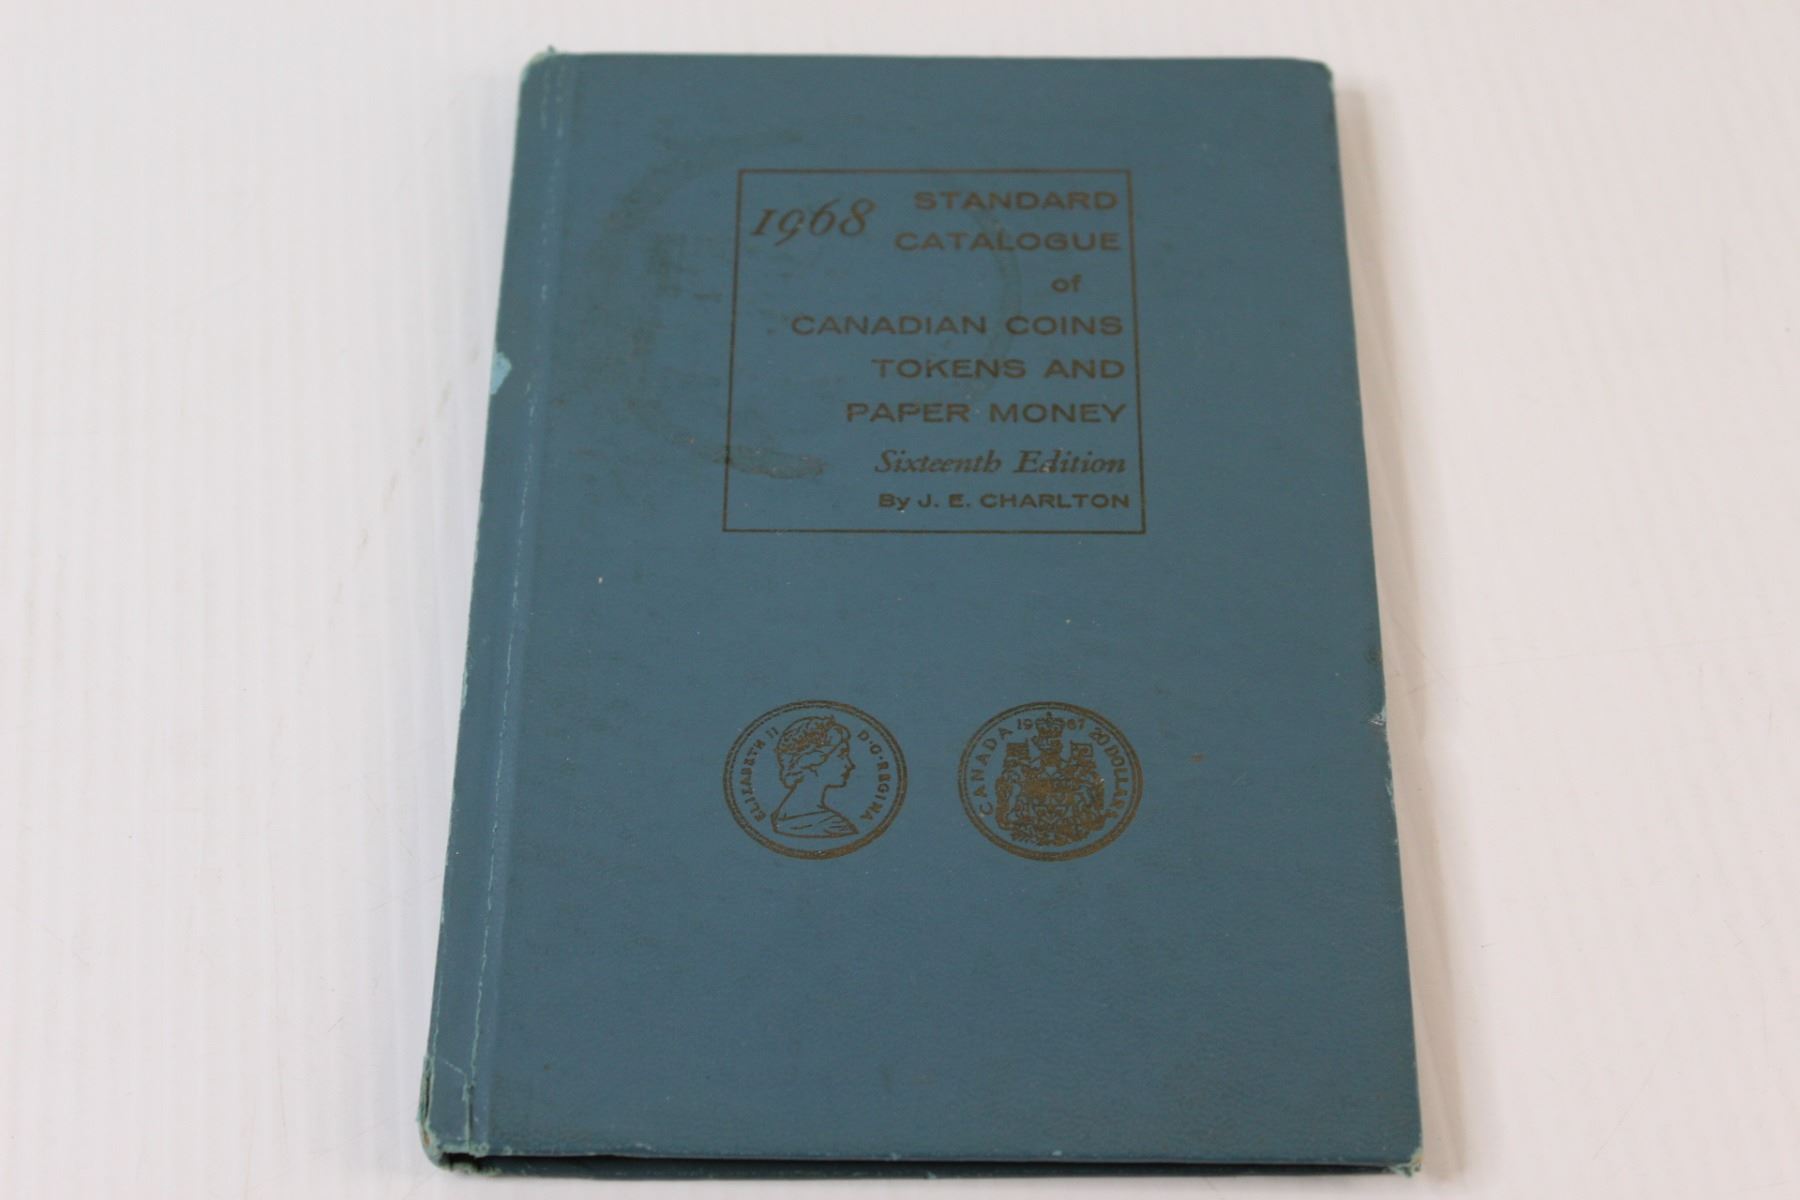 1968 STANDARD
CATALOGUE
of
CANADIAN COINS
TOKENS AND
PAPER MONEY
Sixteenth Edition
By J. E. CHARLTON
ELIZABETH II D·G·REGINA
CANADA 1967 20 DOLLARS